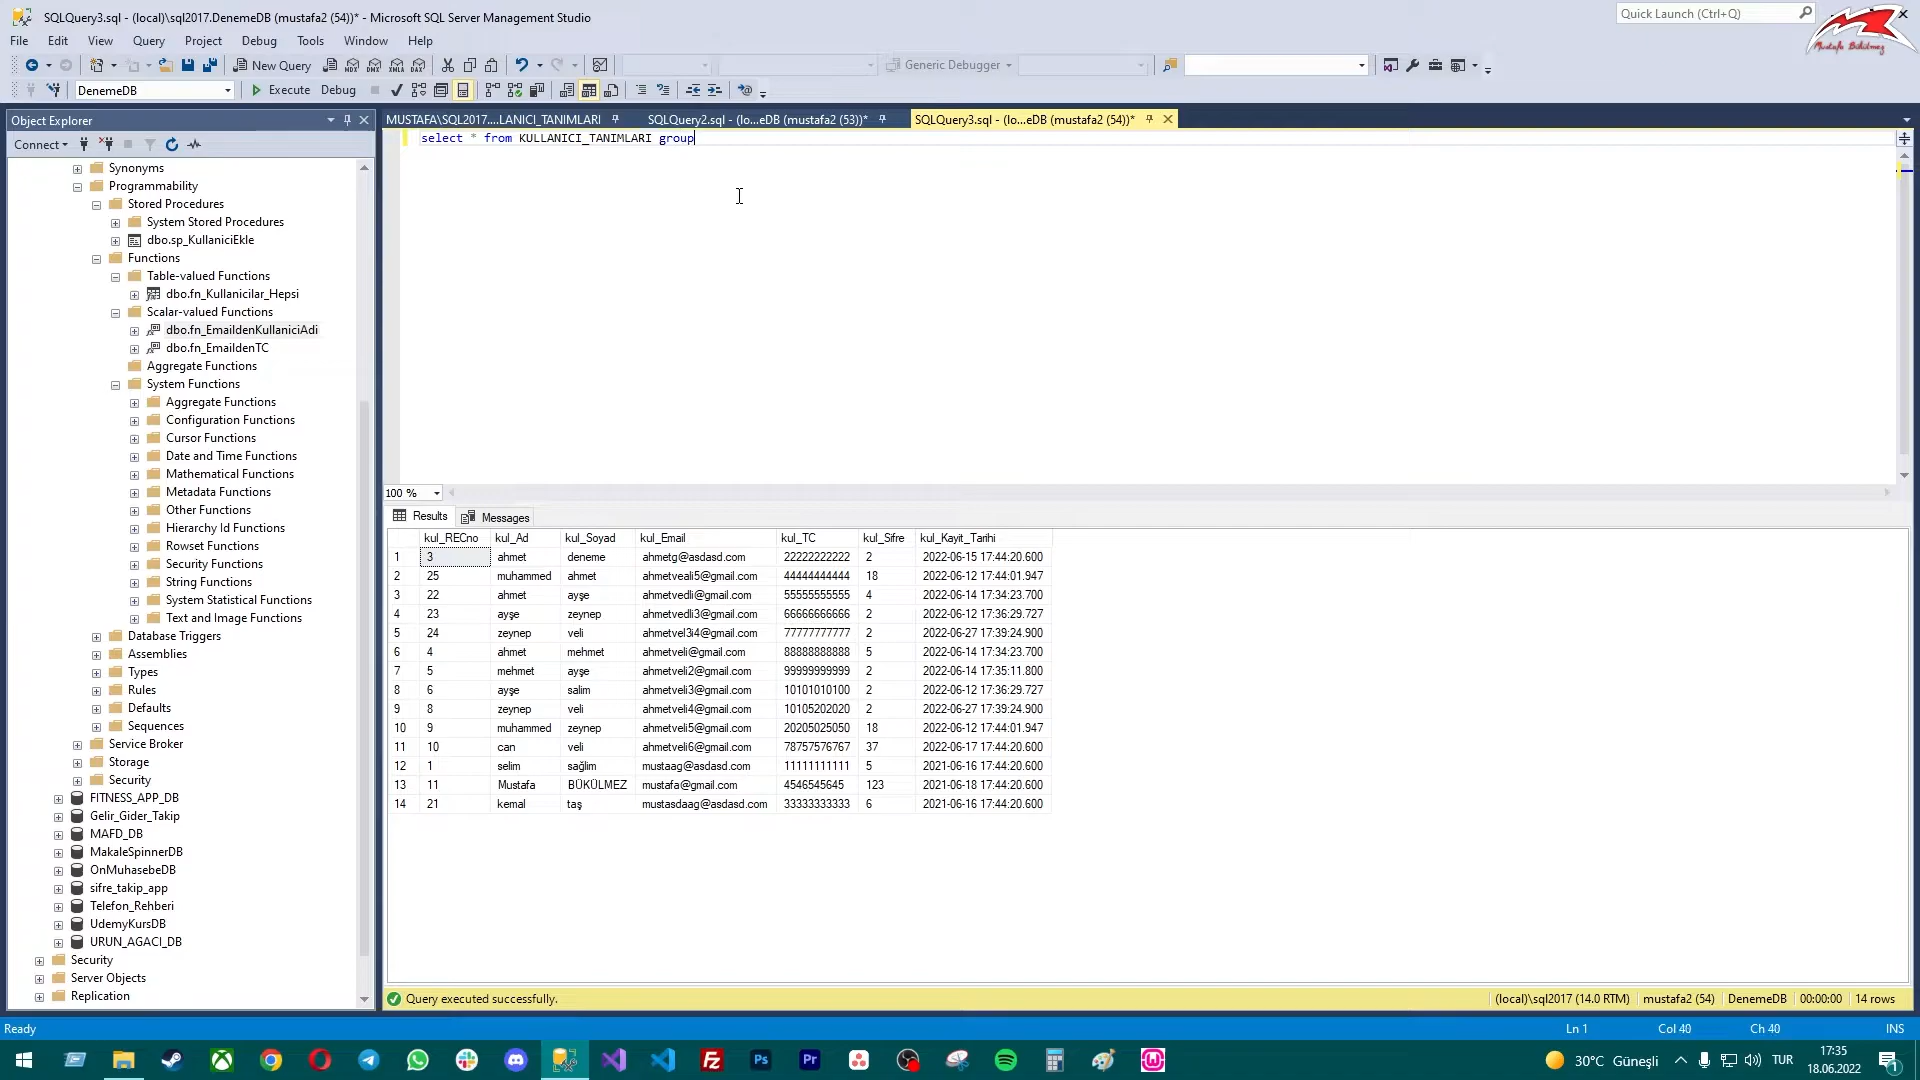 SQLQuery3.sql - (local)\sql2017.DenemeDB (mustafa2 (54))* - Microsoft SQL Server Management Studio
Quick Launch (Ctrl+Q)
Mustafa Bükülmez
File Edit View Query Project Debug Tools Window Help
New Query
MDX DMX XMLA DAX
Generic Debugger
DenemeDB
Execute Debug
Object Explorer
MUSTAFA\SQL2017....LANICI_TANIMLARI
SQLQuery2.sql - (lo...eDB (mustafa2 (53))*
SQLQuery3.sql - (lo...eDB (mustafa2 (54))*
Connect
select * from KULLANICI_TANIMLARI group
Synonyms
Programmability
Stored Procedures
System Stored Procedures
dbo.sp_KullaniciEkle
Functions
Table-valued Functions
dbo.fn_Kullanicilar_Hepsi
Scalar-valued Functions
dbo.fn_EmaildenKullaniciAdi
dbo.fn_EmaildenTC
Aggregate Functions
System Functions
Aggregate Functions
Configuration Functions
Cursor Functions
Date and Time Functions
Mathematical Functions
Metadata Functions
Other Functions
Hierarchy Id Functions
Rowset Functions
Security Functions
String Functions
System Statistical Functions
Text and Image Functions
Database Triggers
Assemblies
Types
Rules
Defaults
Sequences
Service Broker
Storage
Security
FITNESS_APP_DB
Gelir_Gider_Takip
MAFD_DB
MakaleSpinnerDB
OnMuhasebeDB
sifre_takip_app
Telefon_Rehberi
UdemyKursDB
URUN_AGACI_DB
Security
Server Objects
Replication
100 %
Results Messages
kul_RECno kul_Ad kul_Soyad kul_Email kul_TC kul_Sifre kul_Kayit_Tarihi
1 3 ahmet deneme ahmetg@asdasd.com 22222222222 2 2022-06-15 17:44:20.600
2 25 muhammed ahmet ahmetveali5@gmail.com 44444444444 18 2022-06-12 17:44:01.947
3 22 ahmet ayşe ahmetvedli@gmail.com 55555555555 4 2022-06-14 17:34:23.700
4 23 ayşe zeynep ahmetvedli3@gmail.com 66666666666 2 2022-06-12 17:36:29.727
5 24 zeynep veli ahmetvel3i4@gmail.com 77777777777 2 2022-06-27 17:39:24.900
6 4 ahmet mehmet ahmetveli@gmail.com 88888888888 5 2022-06-14 17:34:23.700
7 5 mehmet ayşe ahmetveli2@gmail.com 99999999999 2 2022-06-14 17:35:11.800
8 6 ayşe salim ahmetveli3@gmail.com 10101010100 2 2022-06-12 17:36:29.727
9 8 zeynep veli ahmetveli4@gmail.com 10105202020 2 2022-06-27 17:39:24.900
10 9 muhammed zeynep ahmetveli5@gmail.com 20205025050 18 2022-06-12 17:44:01.947
11 10 can veli ahmetveli6@gmail.com 78757576767 37 2022-06-17 17:44:20.600
12 1 selim sağlim mustaag@asdasd.com 11111111111 5 2021-06-16 17:44:20.600
13 11 Mustafa BÜKÜLMEZ mustafa@gmail.com 4546545645 123 2021-06-18 17:44:20.600
14 21 kemal taş mustasdaag@asdasd.com 33333333333 6 2021-06-16 17:44:20.600
Query executed successfully.
(local)\sql2017 (14.0 RTM) mustafa2 (54) DenemeDB 00:00:00 14 rows
Ready
Ln 1 Col 40 Ch 40 INS
Ps Pr
30°C Güneşli
TUR
17:35
18.06.2022
1